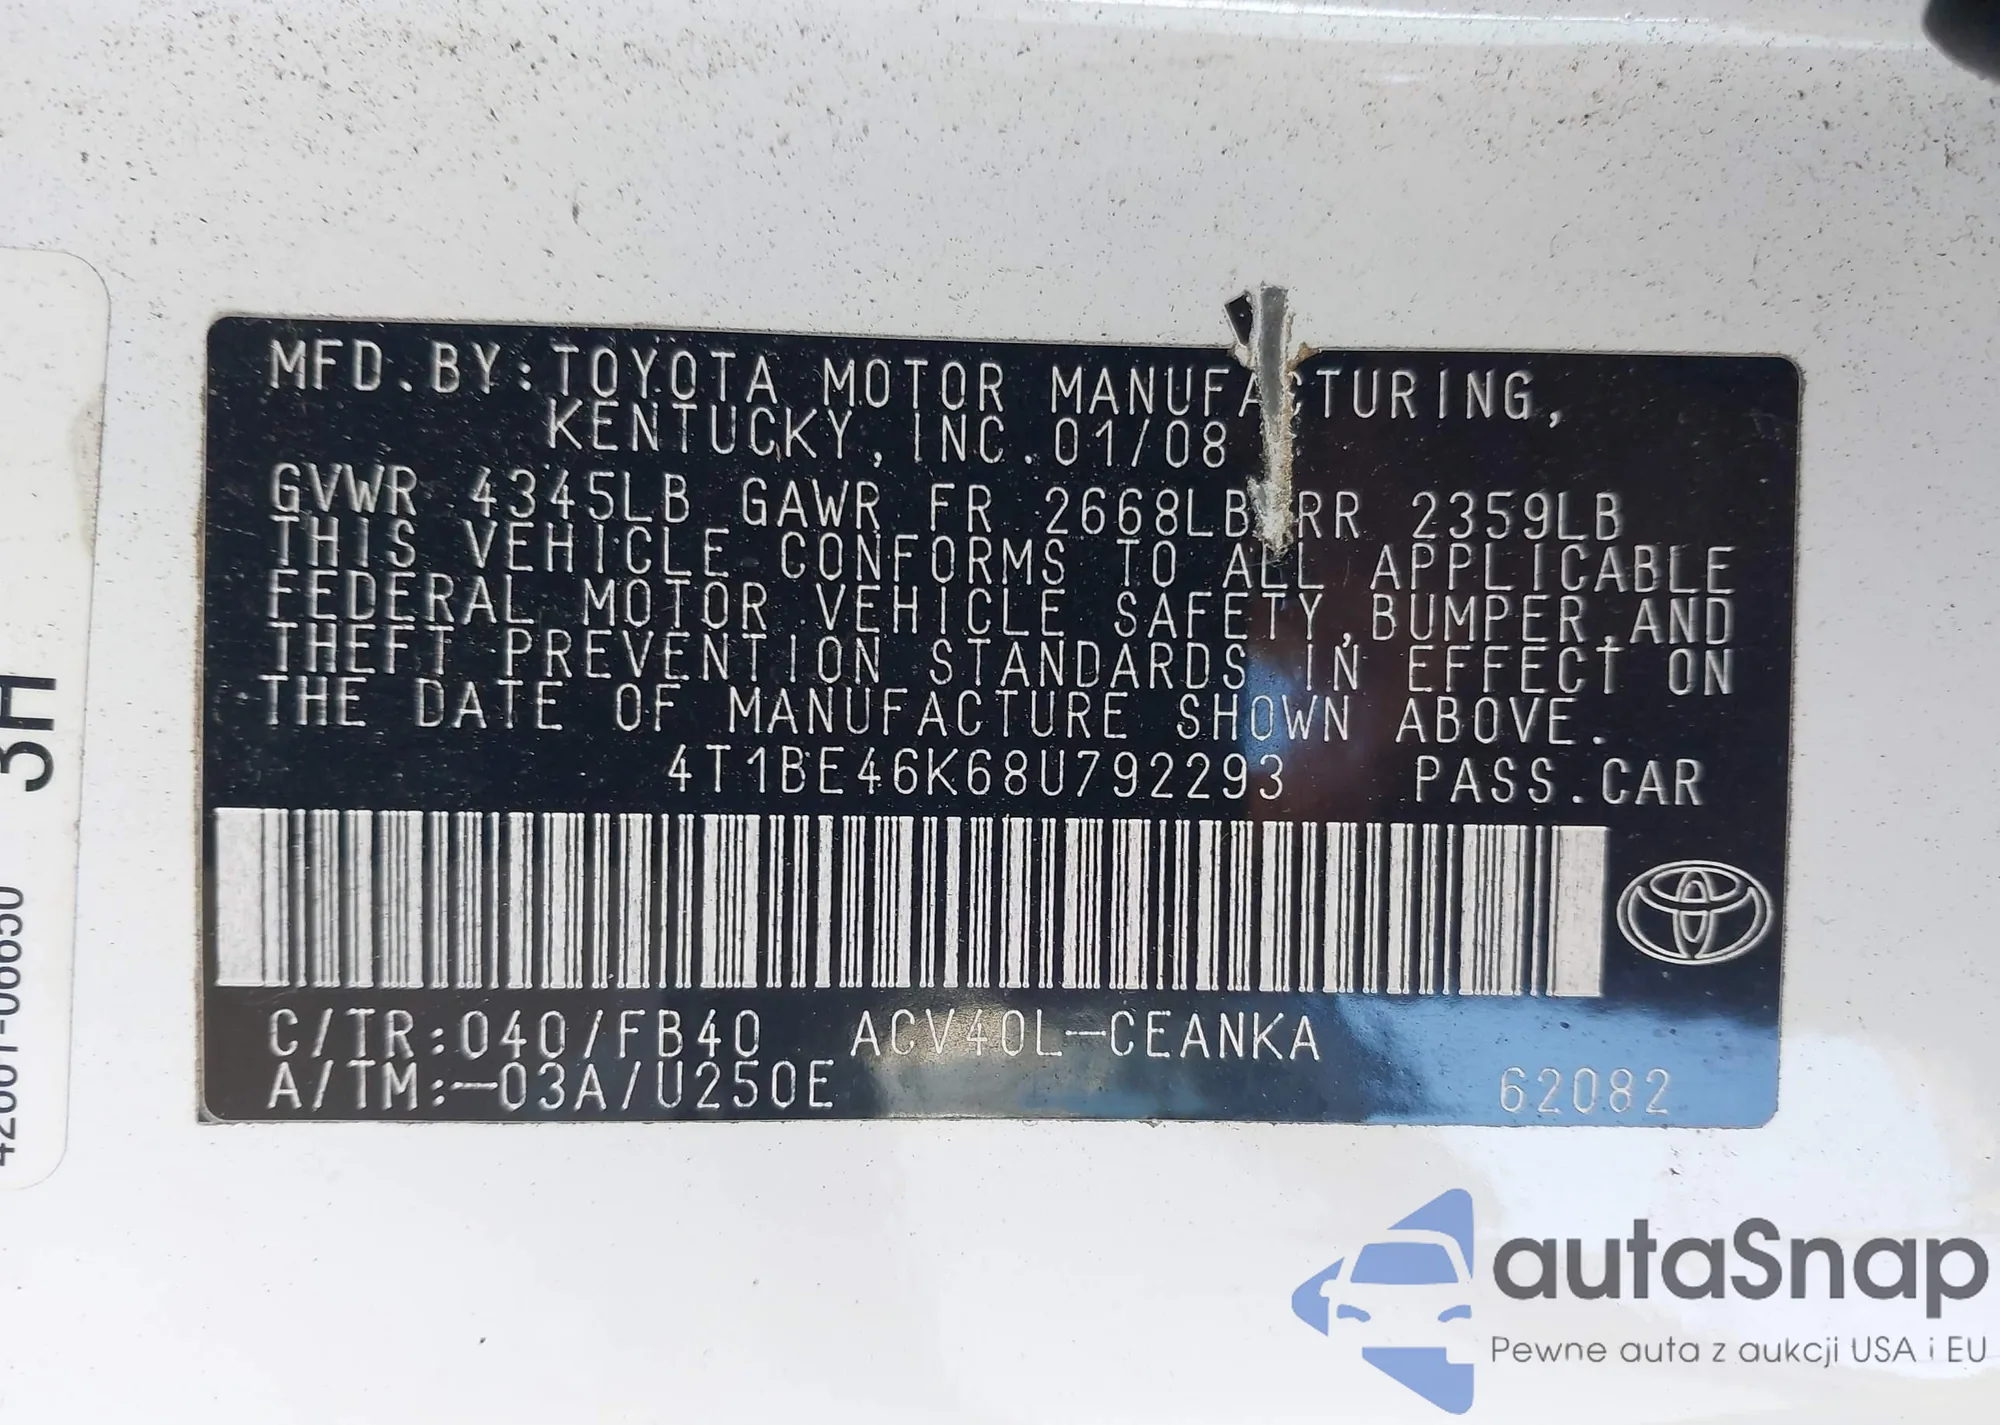 MFD.BY:TOYOTA MOTOR MANUFACTURING,
KENTUCKY, INC. 01/08
GVWR 4345LB GAWR FR 2668LB RR 2359LB
THIS VEHICLE CONFORMS TO ALL APPLICABLE
FEDERAL MOTOR VEHICLE SAFETY, BUMPER, AND
THEFT PREVENTION STANDARDS IN EFFECT ON
THE DATE OF MANUFACTURE SHOWN ABOVE.
4T1BE46K68U792293 PASS.CAR
C/TR:040/FB40 ACV40L-CEANKA
A/TM:-03A/U250E
62082
3H
autaSnap
Pewne auta z aukcji USA i EU